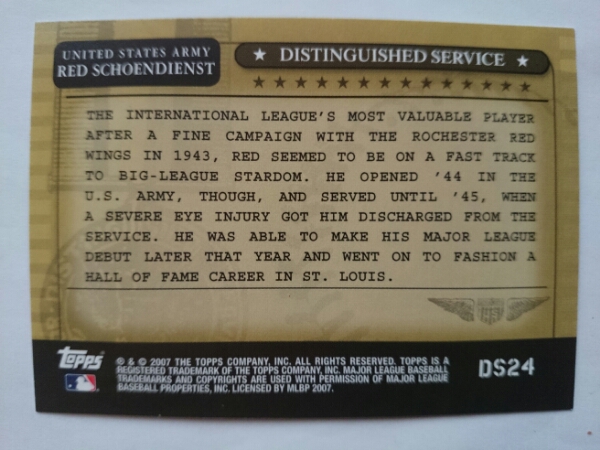 UNITED STATES ARMY
RED SCHOENDIENST
★ DISTINGUISHED SERVICE ★
★ ★ ★ ★ ★ ★ ★ ★ ★ ★ ★ ★ ★ ★
THE INTERNATIONAL LEAGUE'S MOST VALUABLE PLAYER
AFTER A FINE CAMPAIGN WITH THE ROCHESTER RED
WINGS IN 1943, RED SEEMED TO BE ON A FAST TRACK
TO BIG-LEAGUE STARDOM. HE OPENED '44 IN THE
U.S. ARMY, THOUGH, AND SERVED UNTIL '45, WHEN
A SEVERE EYE INJURY GOT HIM DISCHARGED FROM THE
SERVICE. HE WAS ABLE TO MAKE HIS MAJOR LEAGUE
DEBUT LATER THAT YEAR AND WENT ON TO FASHION A
HALL OF FAME CAREER IN ST. LOUIS.
Topps
® & © 2007 THE TOPPS COMPANY, INC. ALL RIGHTS RESERVED. TOPPS IS A
REGISTERED TRADEMARK OF THE TOPPS COMPANY, INC. MAJOR LEAGUE BASEBALL
TRADEMARKS AND COPYRIGHTS ARE USED WITH PERMISSION OF MAJOR LEAGUE
BASEBALL PROPERTIES, INC. LICENSED BY MLBP 2007.
DS24